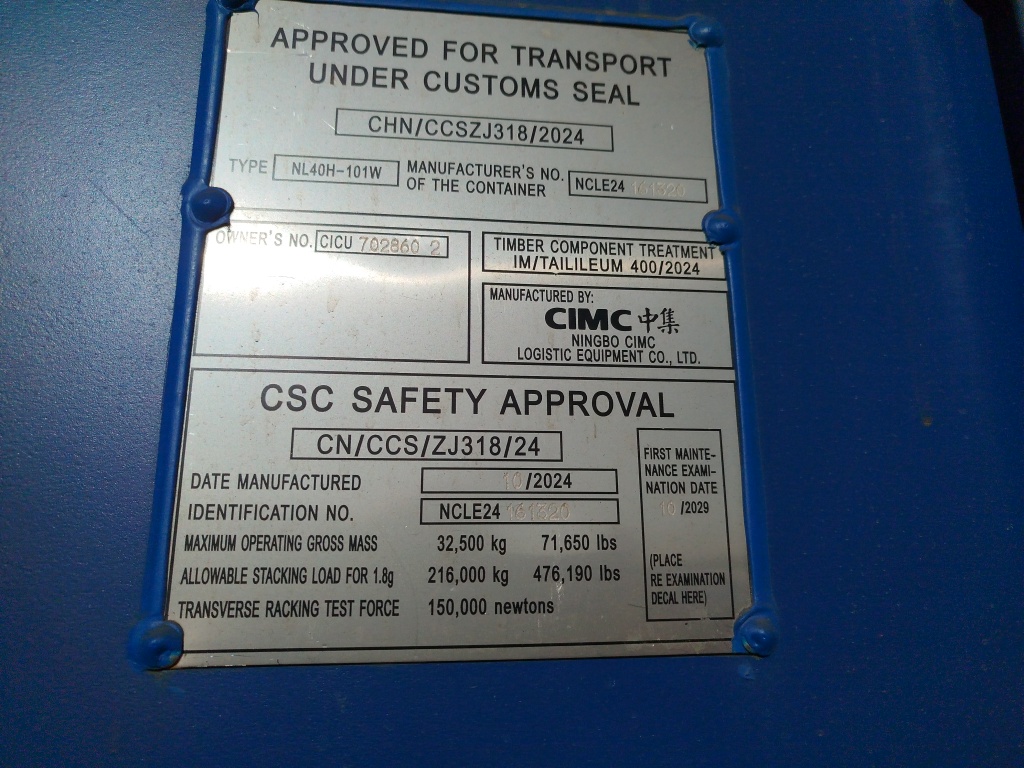 APPROVED FOR TRANSPORT
UNDER CUSTOMS SEAL
CHN/CCSZJ318/2024
TYPE NL40H-101W
MANUFACTURER'S NO.
OF THE CONTAINER NCLE24 161320
OWNER'S NO. CICU 702860 2
TIMBER COMPONENT TREATMENT
IM/TAILILEUM 400/2024
MANUFACTURED BY:
CIMC 中集
NINGBO CIMC
LOGISTIC EQUIPMENT CO., LTD.
CSC SAFETY APPROVAL
CN/CCS/ZJ318/24
DATE MANUFACTURED 10/2024
IDENTIFICATION NO. NCLE24 161320
MAXIMUM OPERATING GROSS MASS 32,500 kg 71,650 lbs
ALLOWABLE STACKING LOAD FOR 1.8g 216,000 kg 476,190 lbs
TRANSVERSE RACKING TEST FORCE 150,000 newtons
FIRST MAINTE-
NANCE EXAMI-
NATION DATE
10 /2029
(PLACE
RE EXAMINATION
DECAL HERE)